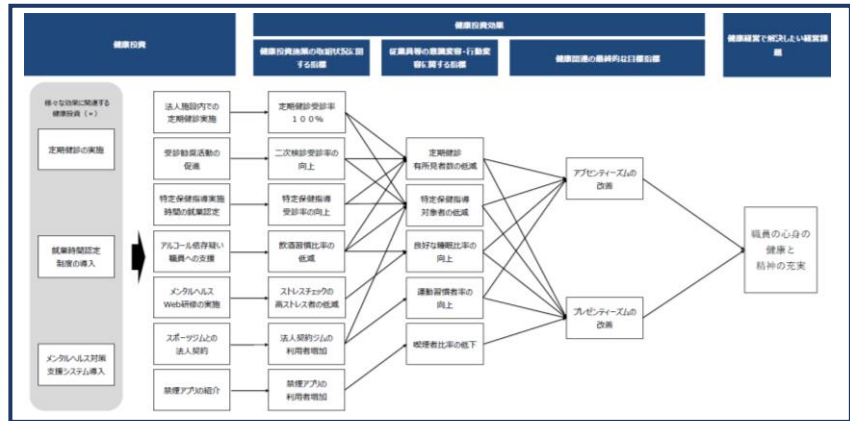 健康投資
健康投資効果
健康経営で解決したい経営課
題
健康投資施策の取組状況に関
する指標
従業員等の意識変容・行動変
容に関する指標
健康関連の最終的な目標指標
様々な効果に関連する
健康投資（＊）
定期健診の実施
就業時間認定
制度の導入
メンタルヘルス対策
支援システム導入
法人施設内での
定期健診実施
受診勧奨活動の
促進
特定保健指導実施
時間の就業認定
アルコール依存疑い
職員への支援
メンタルヘルス
Web研修の実施
スポーツジムとの
法人契約
禁煙アプリの紹介
定期健診受診率
１００％
二次検診受診率の
向上
特定保健指導
受診率の向上
飲酒習慣比率の
低減
ストレスチェックの
高ストレス者の低減
法人契約ジムの
利用者増加
禁煙アプリの
利用者増加
定期健診
有所見者数の低減
特定保健指導
対象者の低減
良好な睡眠比率の
向上
運動習慣者率の
向上
喫煙者比率の低下
アブセンティーズムの
改善
プレゼンティーズムの
改善
職員の心身の
健康と
精神の充実